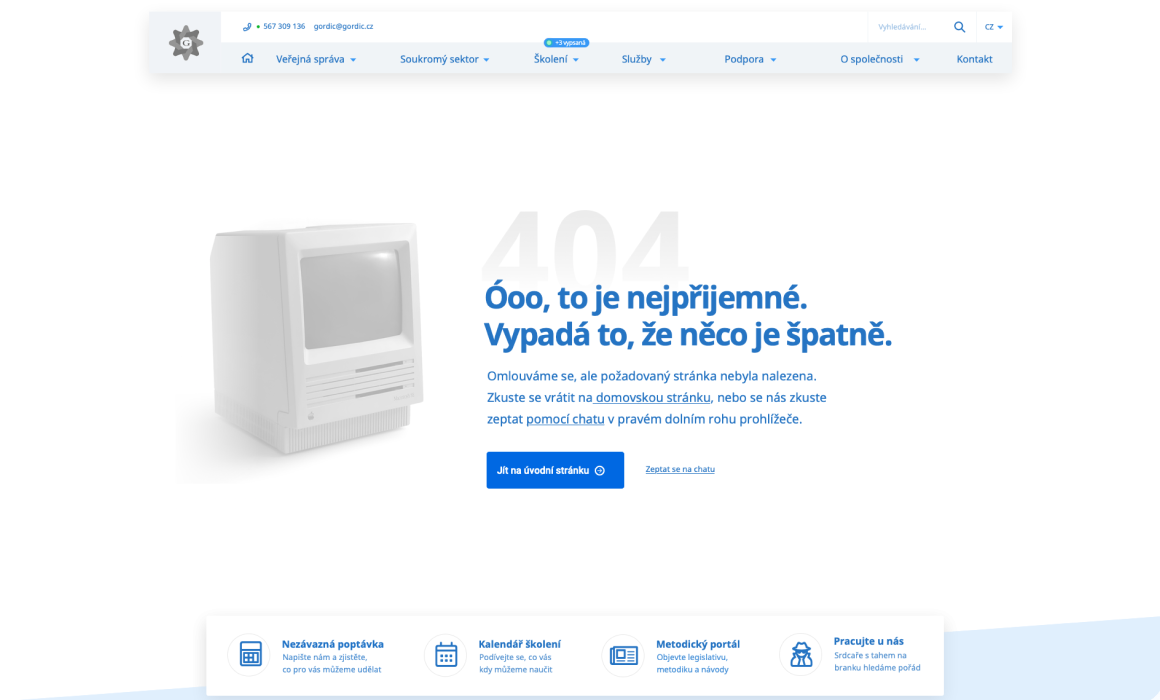 567 309 136 gordic@gordic.cz Vyhledávání... CZ
G
+3 vypsaná
Veřejná správa Soukromý sektor Školení Služby Podpora O společnosti Kontakt
404
Óoo, to je nejpřijemné.
Vypadá to, že něco je špatně.
Omlouváme se, ale požadovaný stránka nebyla nalezena.
Zkuste se vrátit na domovskou stránku, nebo se nás zkuste
zeptat pomocí chatu v pravém dolním rohu prohlížeče.
Jít na úvodní stránku Zeptat se na chatu
Nezávazná poptávka
Napište nám a zjistěte,
co pro vás můžeme udělat
Kalendář školení
Podívejte se, co vás
kdy můžeme naučit
Metodický portál
Objevte legislativu,
metodiku a návody
Pracujte u nás
Srdcaře s tahem na
branku hledáme pořád